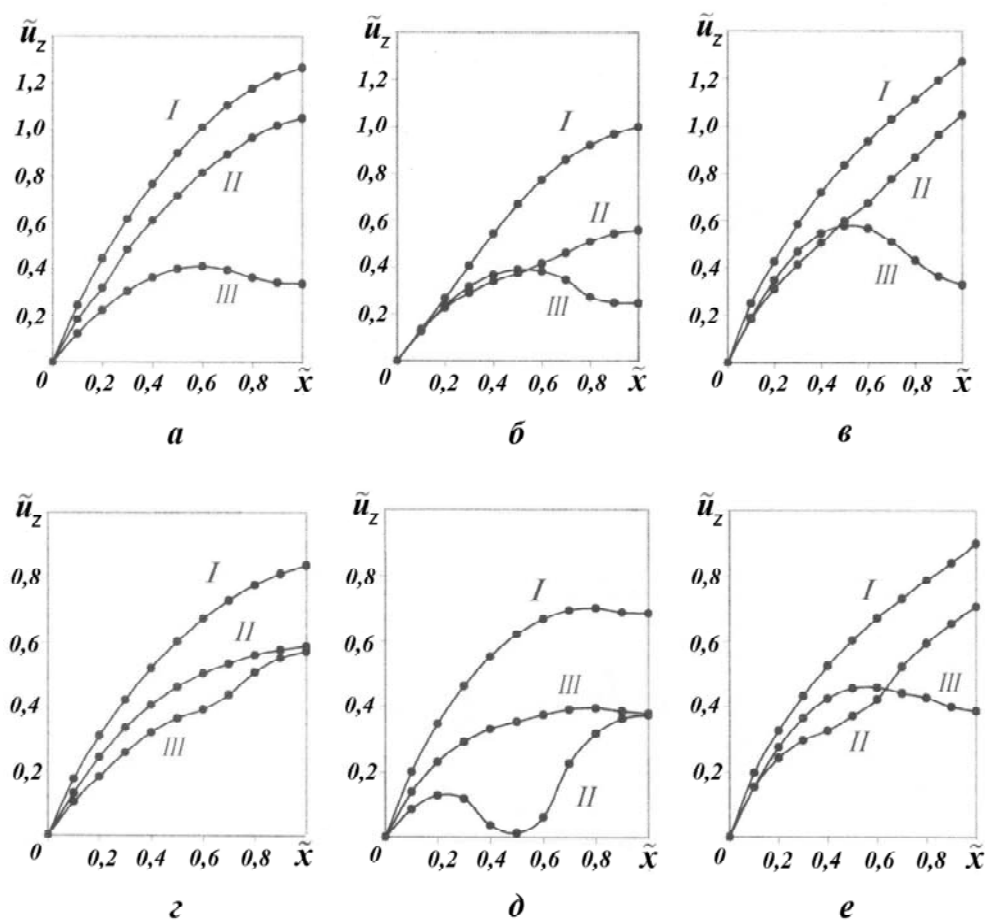 ũz ũz ũz
1,2 1,2 1,2
1,0 I 1,0 I 1,0 I
0,8 II 0,8 II 0,8 II
0,6 0,6 0,6
0,4 III 0,4 III 0,4 III
0,2 0,2 0,2
0 0,2 0,4 0,6 0,8 x̃ 0 0,2 0,4 0,6 0,8 x̃ 0 0,2 0,4 0,6 0,8 x̃
а б в
ũz ũz ũz
0,8 I 0,8 I 0,8 I
0,6 II 0,6 III 0,6 III
0,4 III 0,4 II 0,4 II
0,2 0,2 0,2
0 0,2 0,4 0,6 0,8 x̃ 0 0,2 0,4 0,6 0,8 x̃ 0 0,2 0,4 0,6 0,8 x̃
г д е